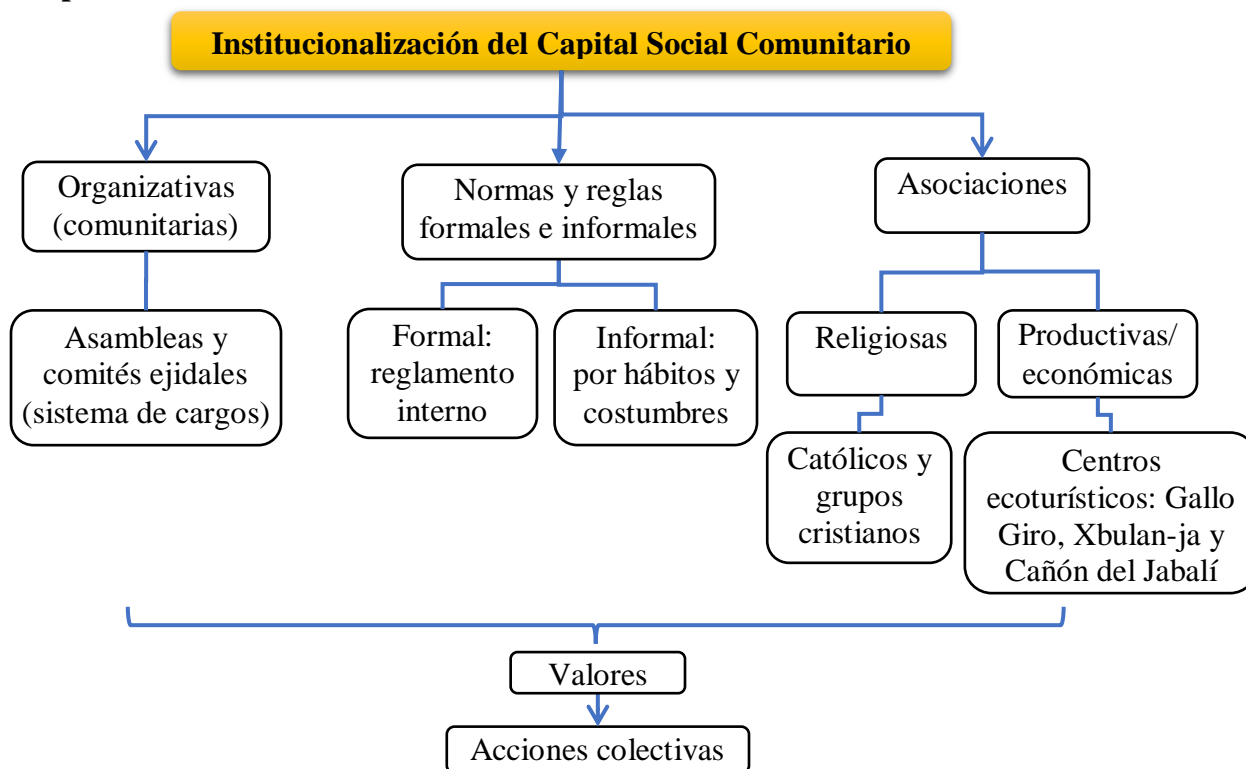 Institucionalización del Capital Social Comunitario
Organizativas
(comunitarias)
Normas y reglas
formales e informales
Asociaciones
Asambleas y
comités ejidales
(sistema de cargos)
Formal:
reglamento
interno
Informal:
por hábitos y
costumbres
Religiosas
Productivas/
económicas
Católicos y
grupos
cristianos
Centros
ecoturísticos: Gallo
Giro, Xbulan-ja y
Cañón del Jabalí
Valores
Acciones colectivas